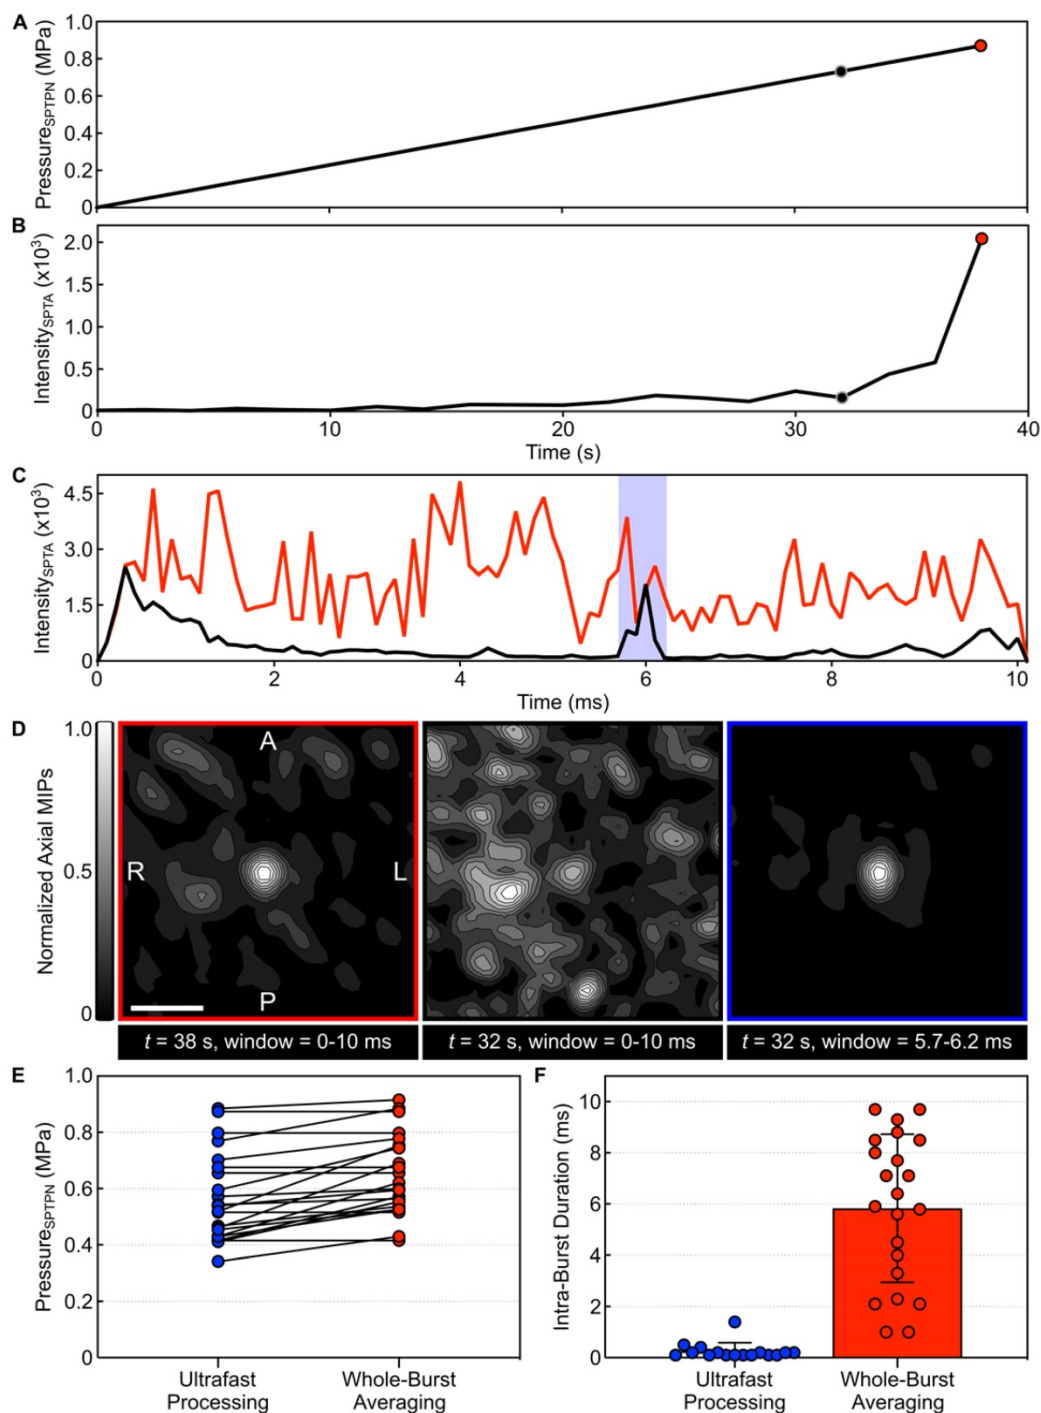 A
Pressure_SPTPN (MPa)
1.0
0.8
0.6
0.4
0.2
0
B
Intensity_SPTA (x10³)
2.0
1.5
1.0
0.5
0
0 10 20 30 40
Time (s)
C
Intensity_SPTA (x10³)
4.5
3.0
1.5
0
0 2 4 6 8 10
Time (ms)
D
Normalized Axial MIPs
1.0
0.5
0
A
R
L
P
t = 38 s, window = 0-10 ms
t = 32 s, window = 0-10 ms
t = 32 s, window = 5.7-6.2 ms
E
Pressure_SPTPN (MPa)
1.0
0.8
0.6
0.4
0.2
0
Ultrafast Whole-Burst
Processing Averaging
F
Intra-Burst Duration (ms)
10
8
6
4
2
0
Ultrafast Whole-Burst
Processing Averaging